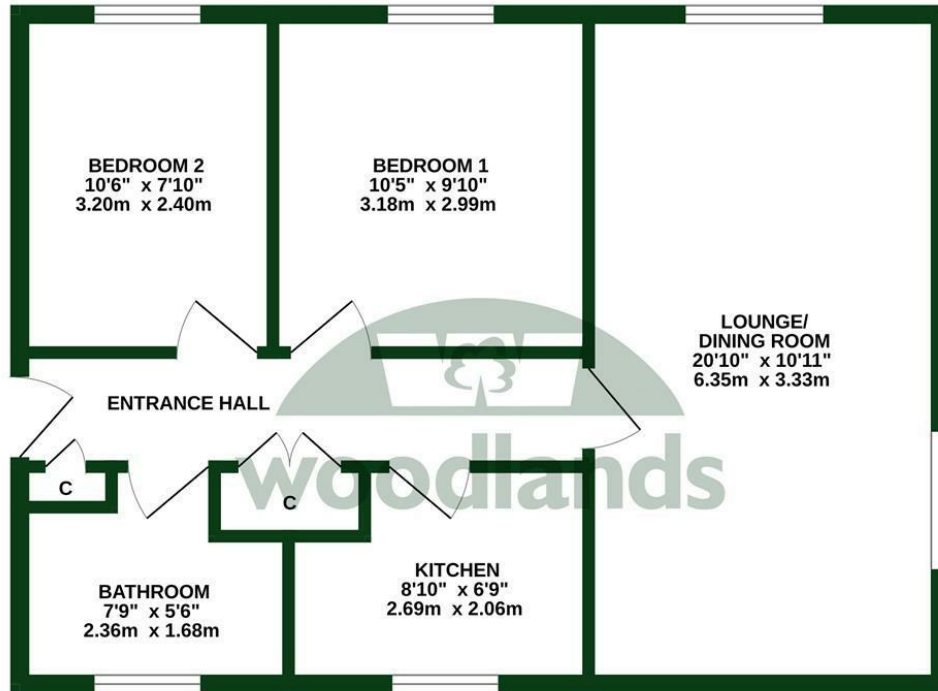 BEDROOM 2
10'6" x 7'10"
3.20m x 2.40m
BEDROOM 1
10'5" x 9'10"
3.18m x 2.99m
LOUNGE/
DINING ROOM
20'10" x 10'11"
6.35m x 3.33m
ENTRANCE HALL
woodlands
C
C
BATHROOM
7'9" x 5'6"
2.36m x 1.68m
KITCHEN
8'10" x 6'9"
2.69m x 2.06m